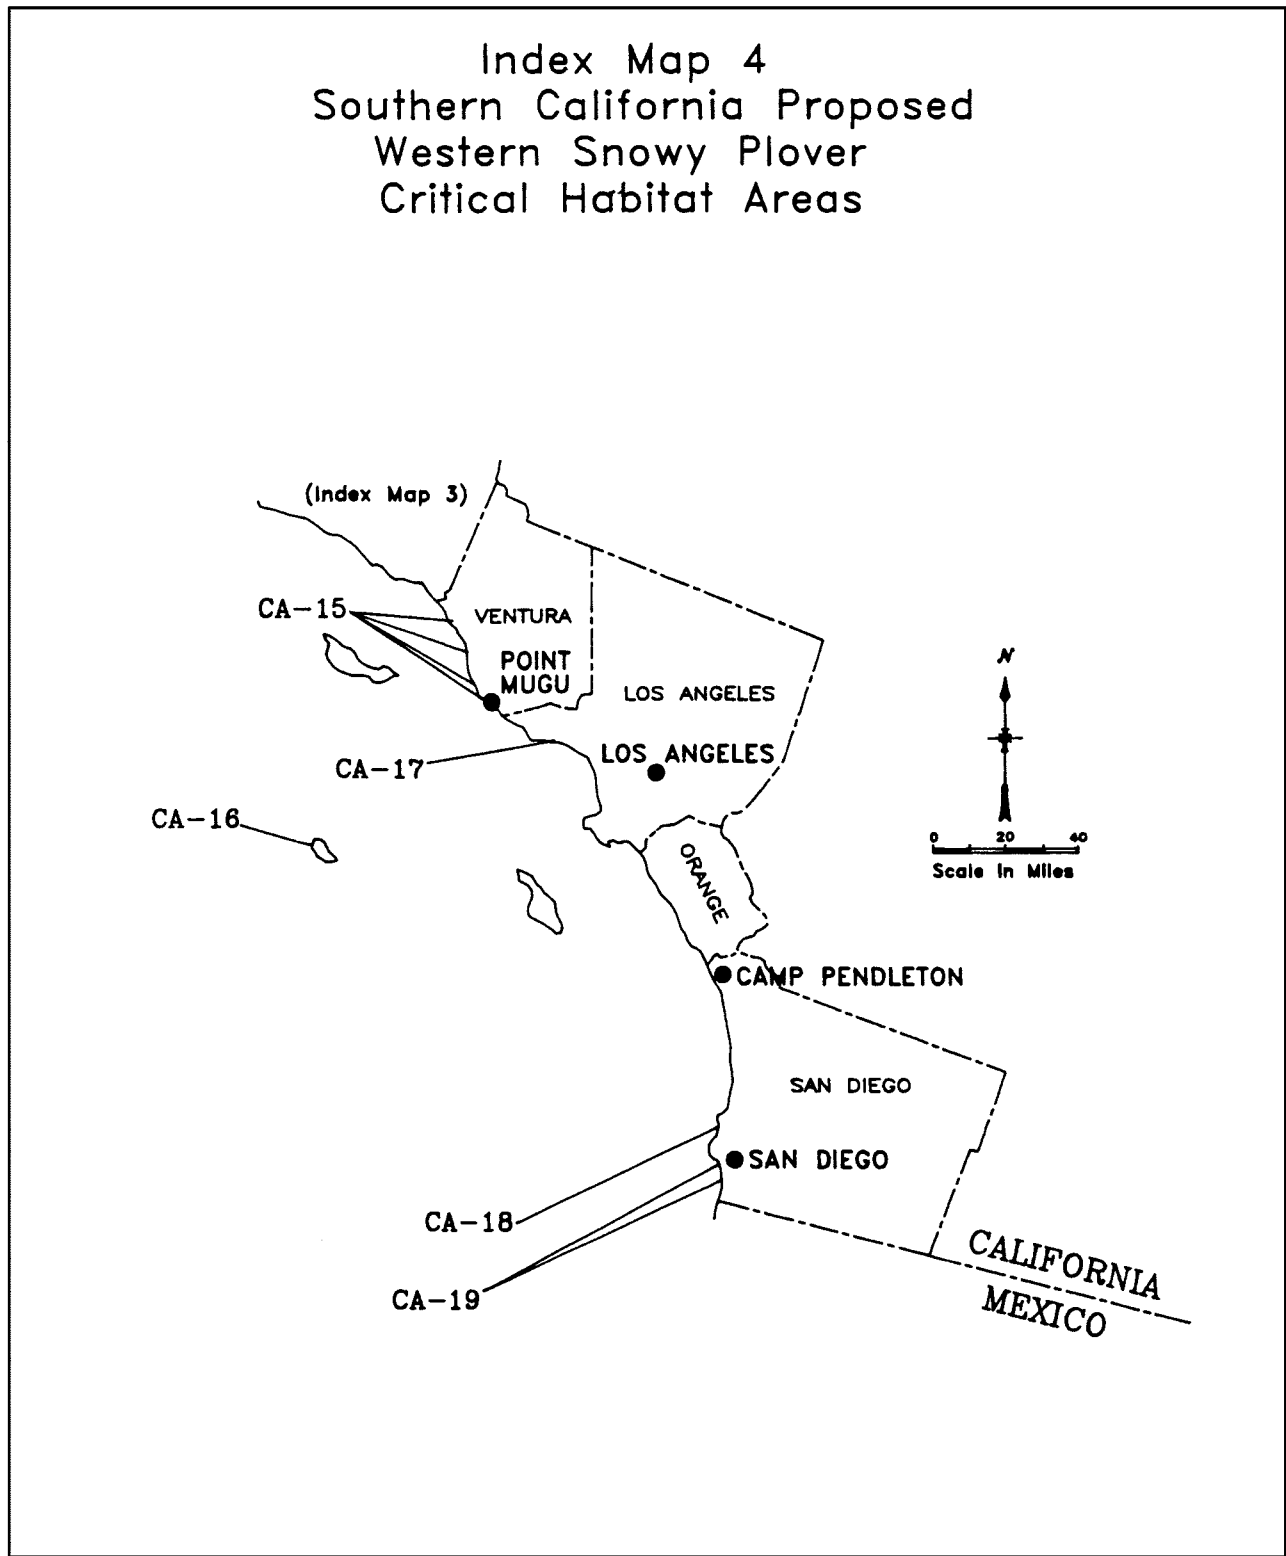 Index Map 4
Southern California Proposed
Western Snowy Plover
Critical Habitat Areas
(Index Map 3)
CA-15
VENTURA
POINT
MUGU
LOS ANGELES
N
LOS ANGELES
CA-17
CA-16
0 20 40
Scale In Miles
ORANGE
CAMP PENDLETON
SAN DIEGO
SAN DIEGO
CA-18
CA-19
CALIFORNIA
MEXICO